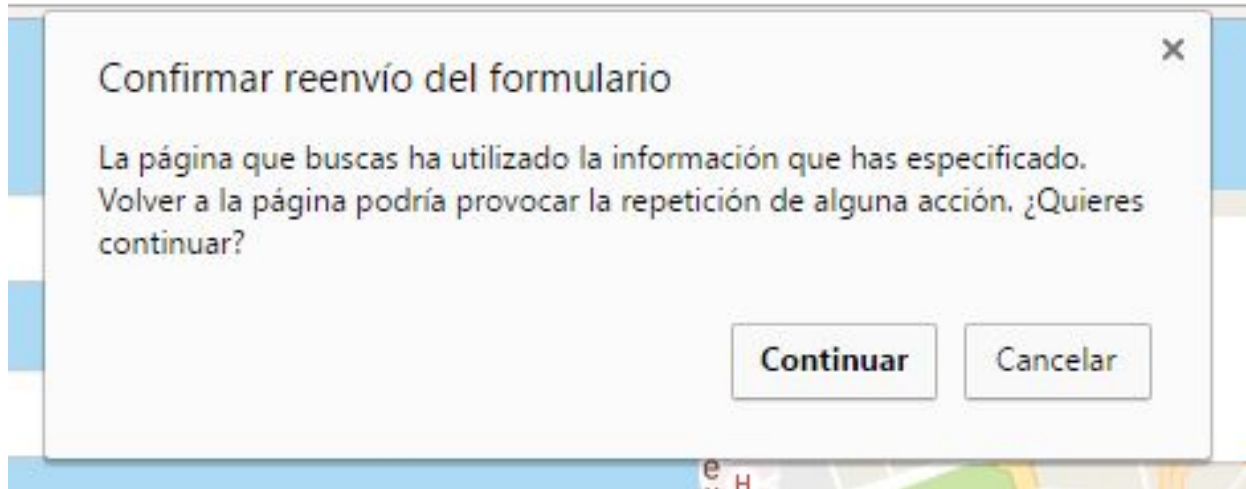 Confirmar reenvío del formulario
La página que buscas ha utilizado la información que has especificado.
Volver a la página podría provocar la repetición de alguna acción. ¿Quieres
continuar?
Continuar
Cancelar
e
H